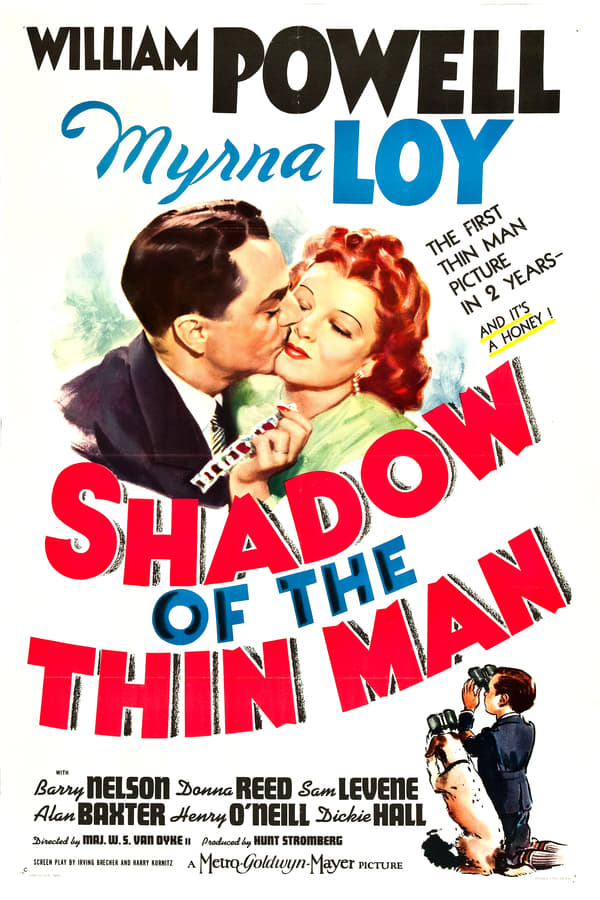 WILLIAM POWELL
Myrna LOY
THE FIRST
THIN MAN
PICTURE
IN 2 YEARS—
AND IT'S
A HONEY!
SHADOW
OF THE
THIN MAN
WITH
Barry NELSON Donna REED Sam LEVENE
Alan BAXTER Henry O'NEILL Dickie HALL
Directed by MAJ. W. S. VAN DYKE II Produced by HUNT STROMBERG
SCREEN PLAY BY IRVING BRECHER AND HARRY KURNITZ
A Metro-Goldwyn-Mayer PICTURE